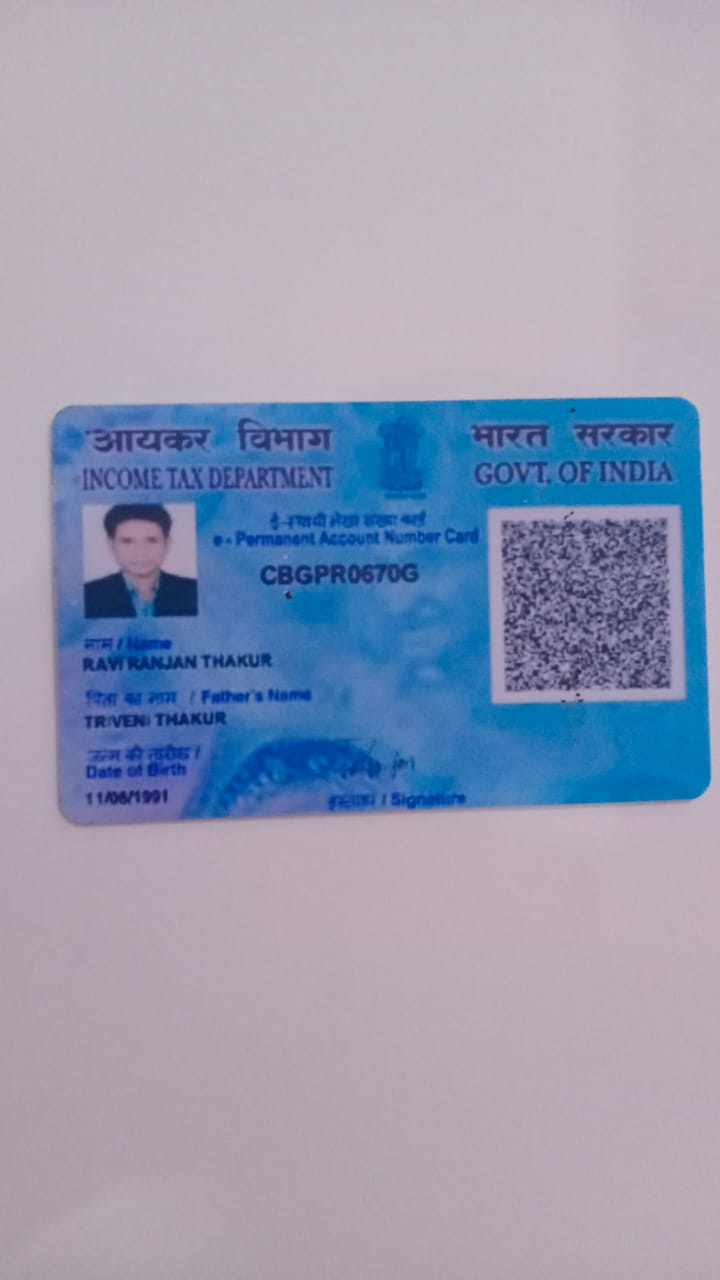 आयकर विभाग
INCOME TAX DEPARTMENT
भारत सरकार
GOVT. OF INDIA
ई-स्थायी लेखा संख्या कार्ड
e - Permanent Account Number Card
CBGPR0670G
नाम / Name
RAVI RANJAN THAKUR
पिता का नाम / Father's Name
TRIVENI THAKUR
जन्म की तारीख /
Date of Birth
11/06/1991
हस्ताक्षर / Signature